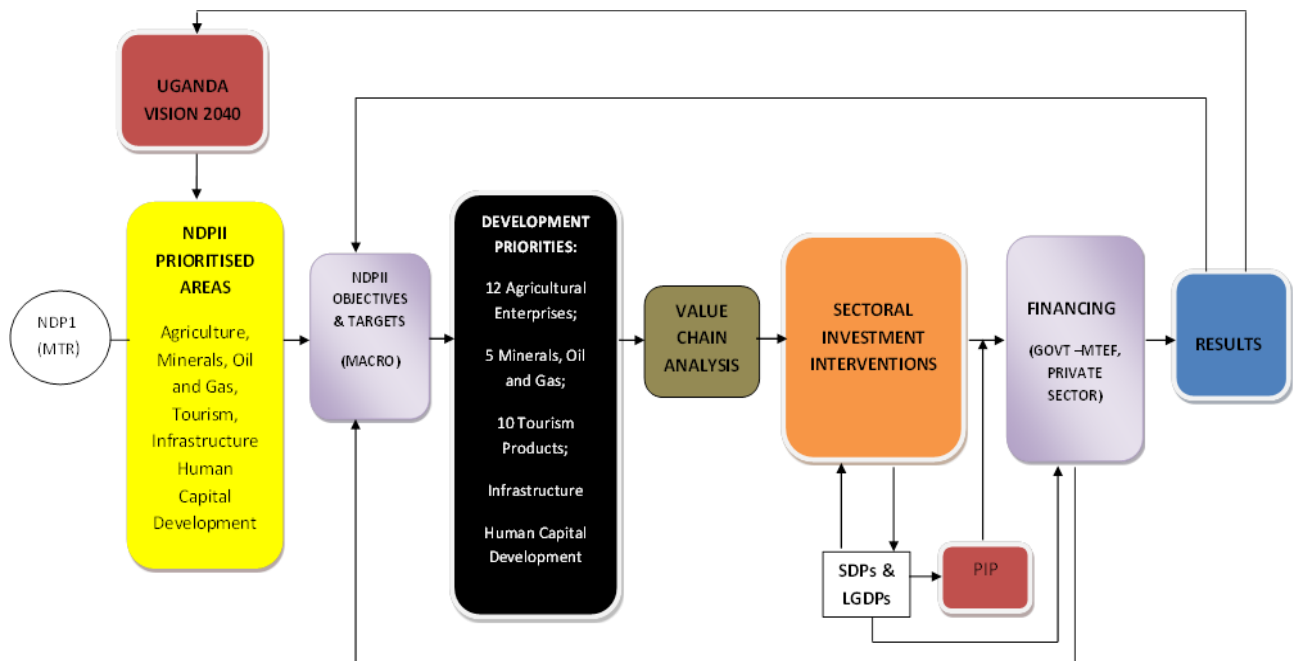 UGANDA
VISION 2040
NDP1
(MTR)
NDPII
PRIORITISED
AREAS
Agriculture,
Minerals, Oil
and Gas,
Tourism,
Infrastructure
Human
Capital
Development
NDPII
OBJECTIVES
& TARGETS
(MACRO)
DEVELOPMENT
PRIORITIES:
12 Agricultural
Enterprises;
5 Minerals, Oil
and Gas;
10 Tourism
Products;
Infrastructure
Human Capital
Development
VALUE
CHAIN
ANALYSIS
SECTORAL
INVESTMENT
INTERVENTIONS
SDPs &
LGDPs
PIP
FINANCING
(GOVT –MTEF,
PRIVATE
SECTOR)
RESULTS